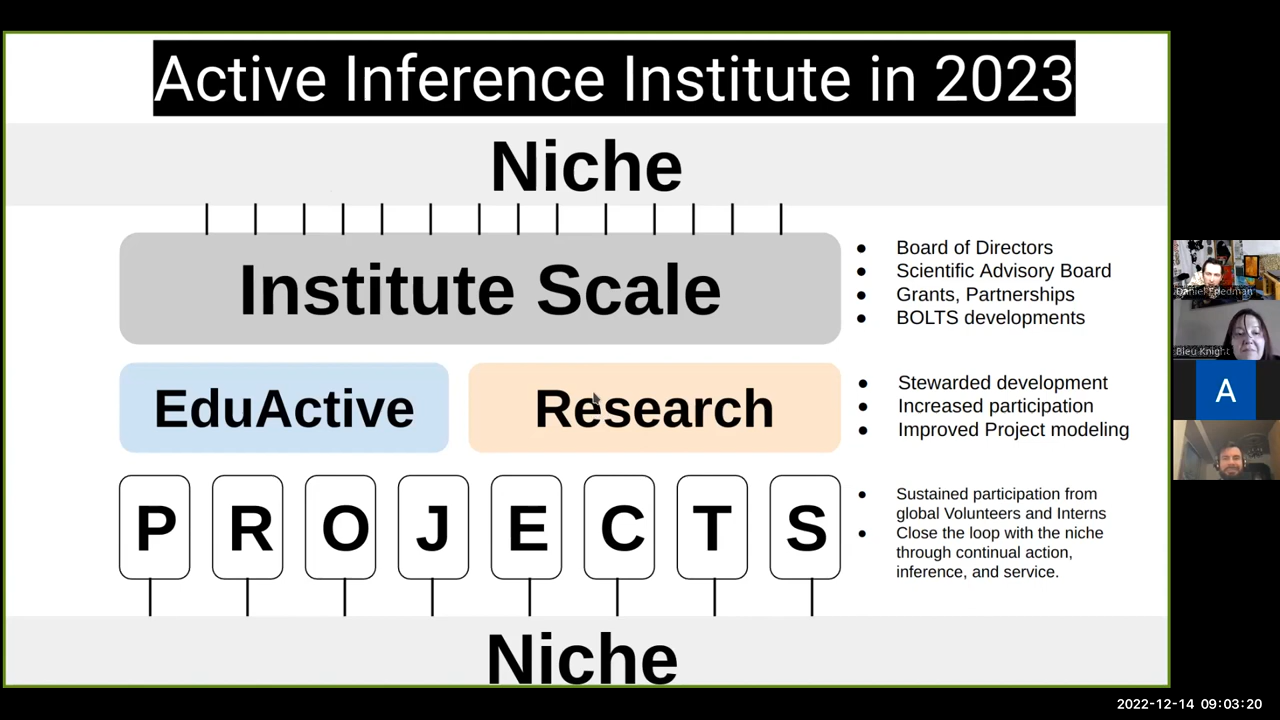 Active Inference Institute in 2023
Niche
Institute Scale
● Board of Directors
● Scientific Advisory Board
● Grants, Partnerships
● BOLTS developments
EduActive
Research
● Stewarded development
● Increased participation
● Improved Project modeling
P R O J E C T S
● Sustained participation from
global Volunteers and Interns
● Close the loop with the niche
through continual action,
inference, and service.
Niche
Daniel Friedman
Bleu Knight
A
2022-12-14 09:03:20